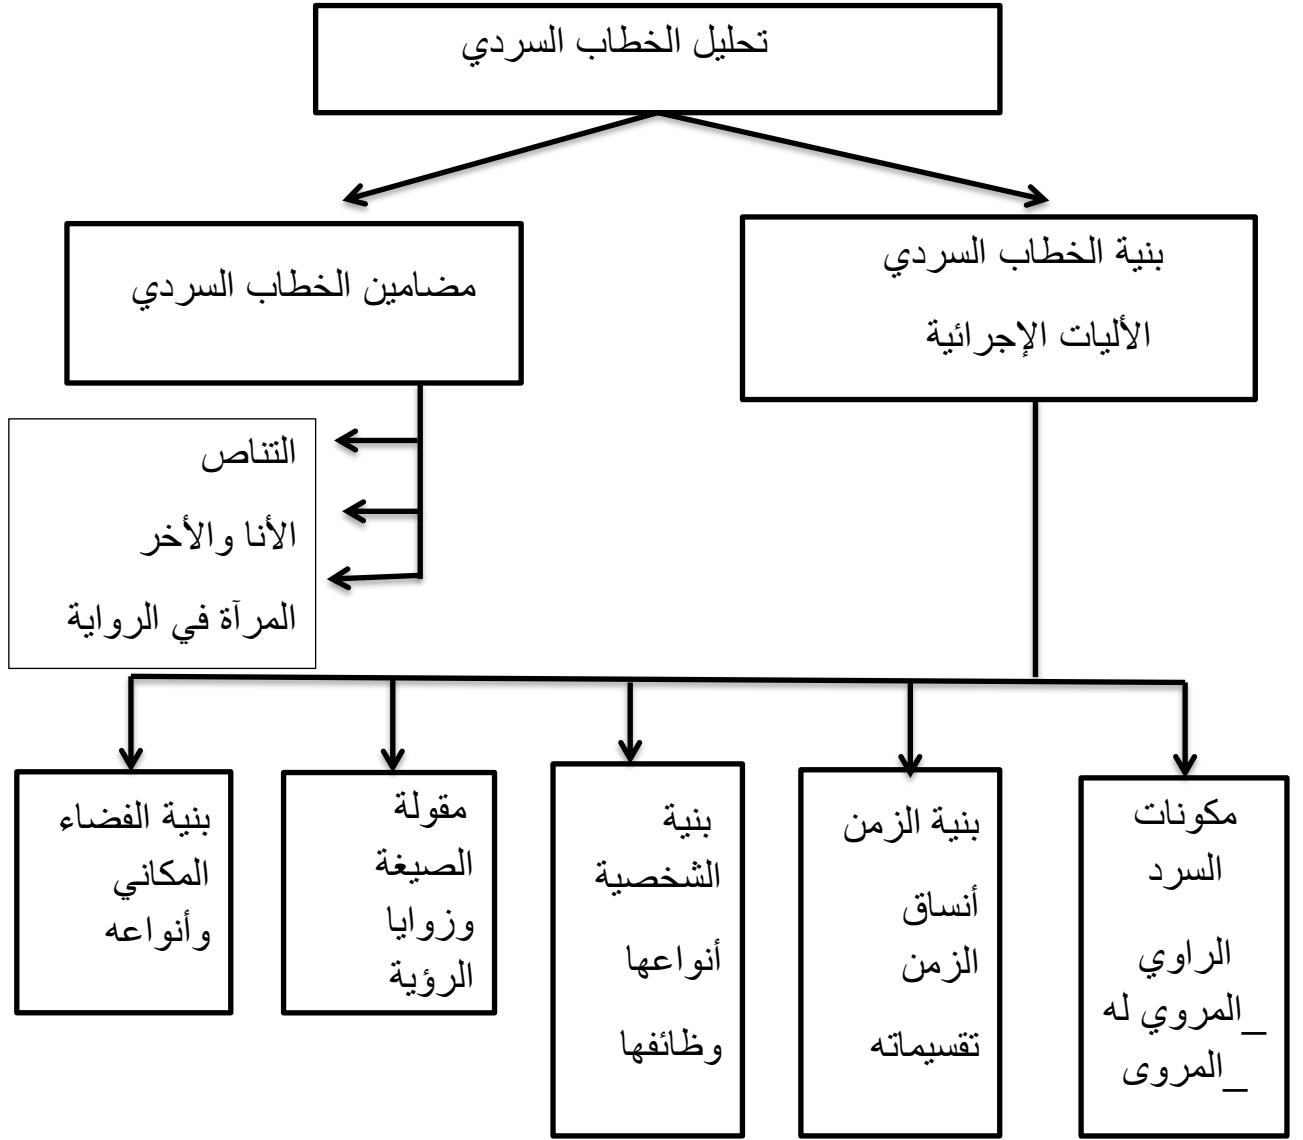 تحليل الخطاب السردي
بنية الخطاب السردي
الأليات الإجرائية
مضامين الخطاب السردي
التناص
الأنا والأخر
المرآة في الرواية
مكونات
السرد
الراوي
_المروي له
_المروى
بنية الزمن
أنساق
الزمن
تقسيماته
بنية
الشخصية
أنواعها
وظائفها
مقولة
الصيغة
وزوايا
الرؤية
بنية الفضاء
المكاني
وأنواعه